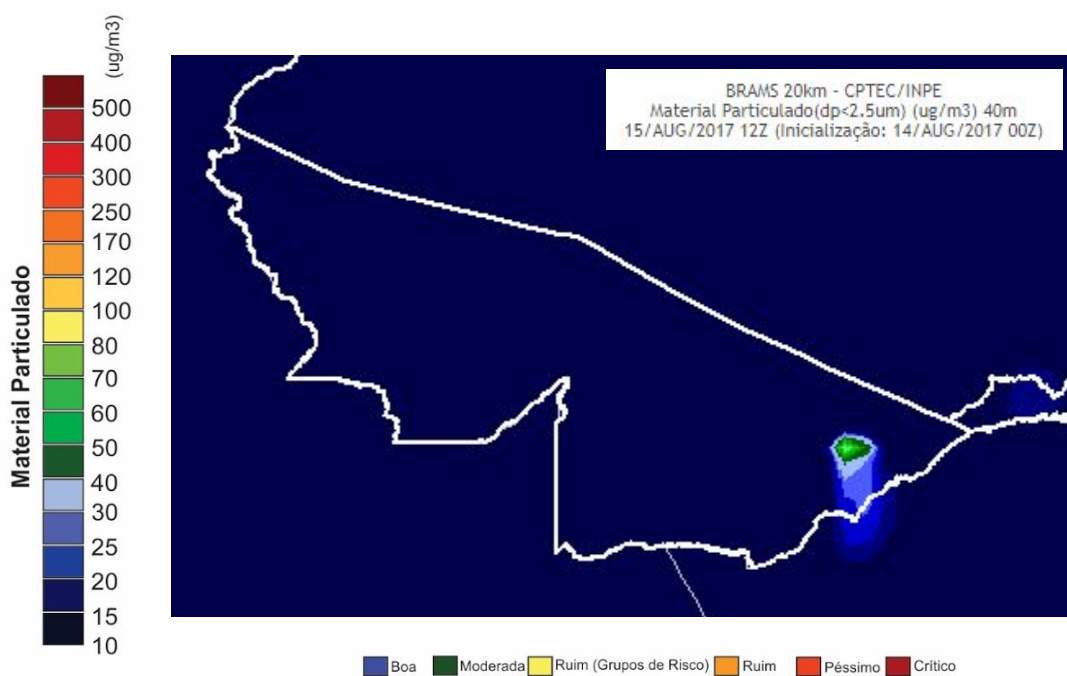 (ug/m3)
BRAMS 20km - CPTEC/INPE
Material Particulado(dp<2.5um) (ug/m3) 40m
15/AUG/2017 12Z (Inicialização: 14/AUG/2017 00Z)
Material Particulado
500
400
300
250
170
120
100
80
70
60
50
40
30
25
20
15
10
Boa Moderada Ruim (Grupos de Risco) Ruim Péssimo Crítico